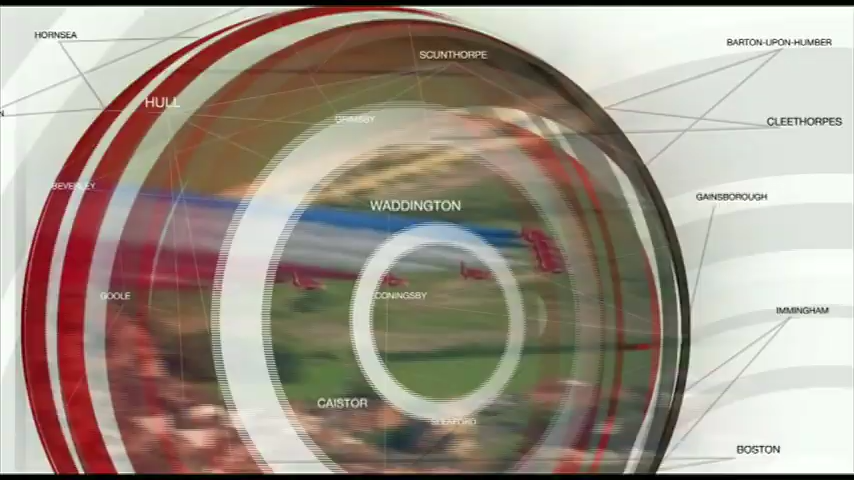 HORNSEA
BARTON-UPON-HUMBER
SCUNTHORPE
HULL
GRIMSBY
CLEETHORPES
BEVERLEY
GAINSBOROUGH
WADDINGTON
GOOLE
CONINGSBY
IMMINGHAM
CAISTOR
SLEAFORD
BOSTON